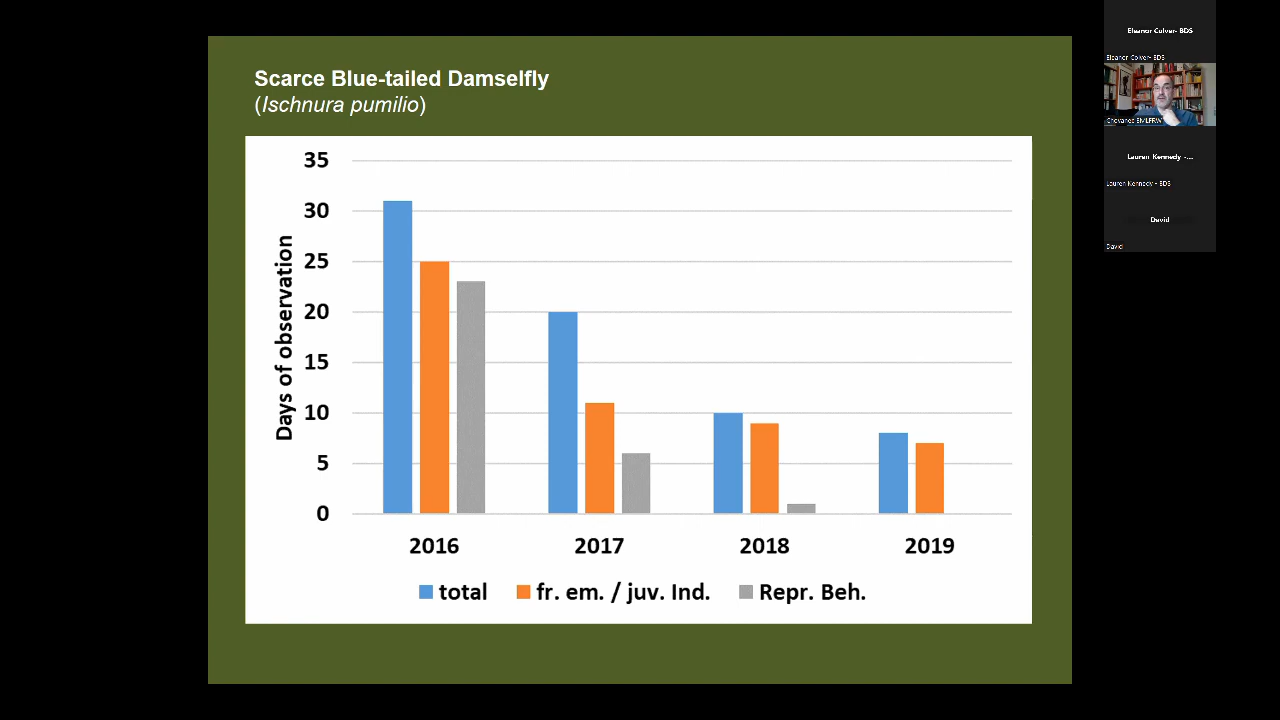 Scarce Blue-tailed Damselfly
(Ischnura pumilio)
Days of observation
35
30
25
20
15
10
5
0
2016
2017
2018
2019
total
fr. em. / juv. Ind.
Repr. Beh.
Eleanor Culver- BDS
Eleanor Culver- BDS
Lauren Kennedy -...
Lauren Kennedy - BDS
David
David